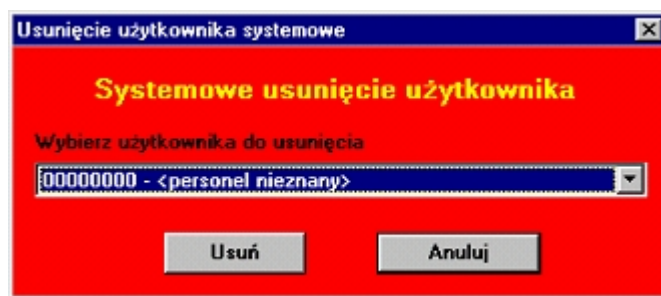 Usunięcie użytkownika systemowe
Systemowe usunięcie użytkownika
Wybierz użytkownika do usunięcia
00000000 - <personel nieznany>
Usuń
Anuluj